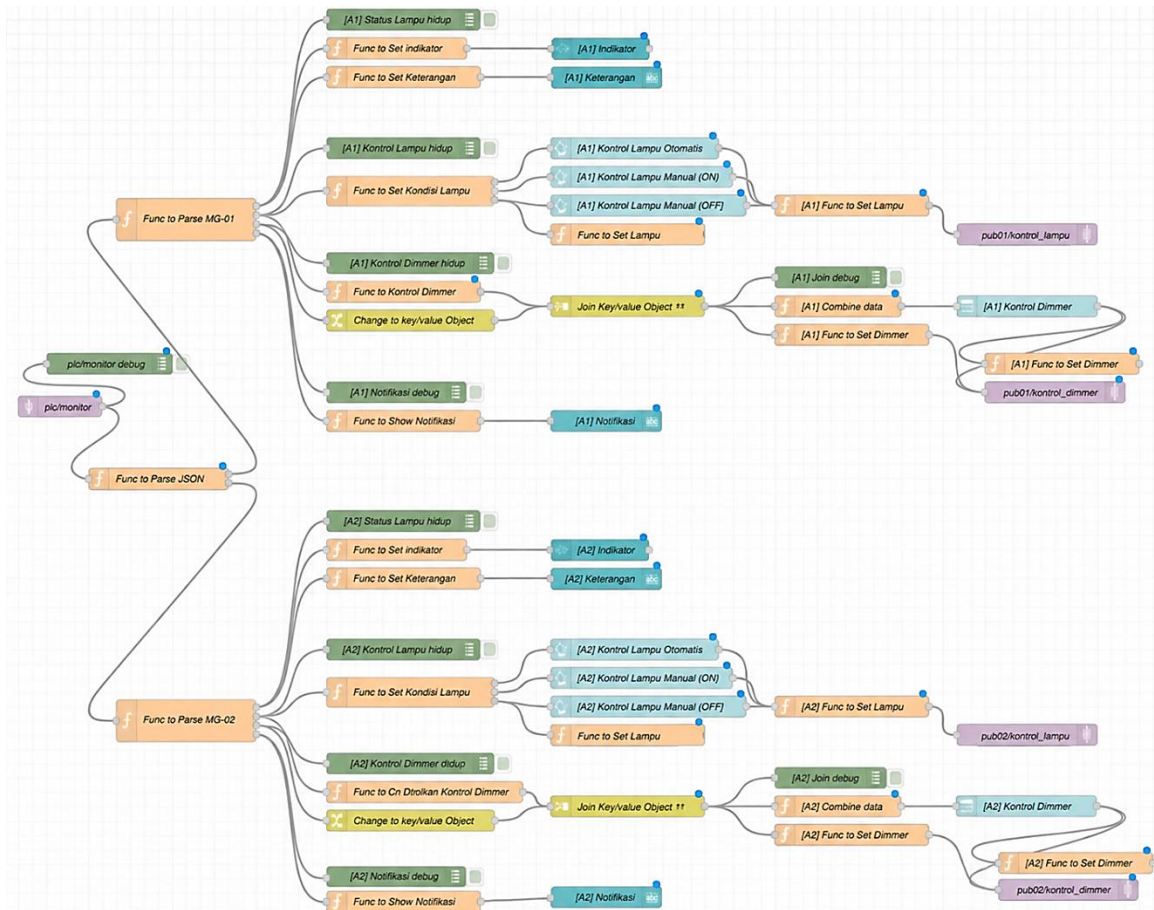 [A1] Status Lampu hidup
Func to Set indikator
[A1] Indikator
Func to Set Keterangan
[A1] Keterangan
abc
[A1] Kontrol Lampu hidup
[A1] Kontrol Lampu Otomatis
Func to Set Kondisi Lampu
[A1] Kontrol Lampu Manual (ON)
[A1] Kontrol Lampu Manual (OFF]
[A1] Func to Set Lampu
Func to Parse MG-01
Func to Set Lampu
pub01/kontrol_lampu
[A1] Kontrol Dimmer hidup
[A1] Join debug
Func to Kontrol Dimmer
Join Key/value Object ‡‡
[A1] Combine data
[A1] Kontrol Dimmer
Change to key/value Object
[A1] Func to Set Dimmer
plc/monitor debug
[A1] Func to Set Dimmer
[A1] Notifikasi debug
pub01/kontrol_dimmer
plc/monitor
Func to Show Notifikasi
[A1] Notifikasi
abc
Func to Parse JSON
[A2] Status Lampu hidup
Func to Set indikator
[A2] Indikator
Func to Set Keterangan
[A2] Keterangan
abc
[A2] Kontrol Lampu hidup
[A2] Kontrol Lampu Otomatis
[A2] Kontrol Lampu Manual (ON)
Func to Set Kondisi Lampu
[A2] Kontrol Lampu Manual (OFF]
[A2] Func to Set Lampu
Func to Parse MG-02
Func to Set Lampu
pub02/kontrol_lampu
[A2] Kontrol Dimmer didup
[A2] Join debug
Func to Cn Dtrolkan Kontrol Dimmer
Join Key/value Object ††
[A2] Combine data
[A2] Kontrol Dimmer
Change to key/value Object
[A2] Func to Set Dimmer
[A2] Func to Set Dimmer
[A2] Notifikasi debug
pub02/kontrol_dimmer
Func to Show Notifikasi
[A2] Notifikasi
abc